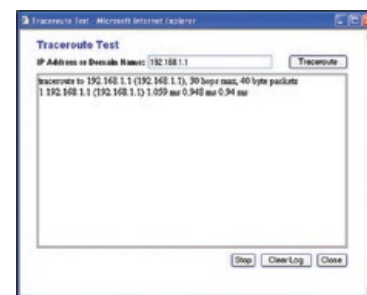 Traceroute Test - Microsoft Internet Explorer
Traceroute Test
IP Address or Domain Name: 192.168.1.1 Traceroute
traceroute to 192.168.1.1 (192.168.1.1), 30 hops max, 40 byte packets
1 192.168.1.1 (192.168.1.1) 1.059 ms 0.948 ms 0.94 ms
Stop Clear Log Close